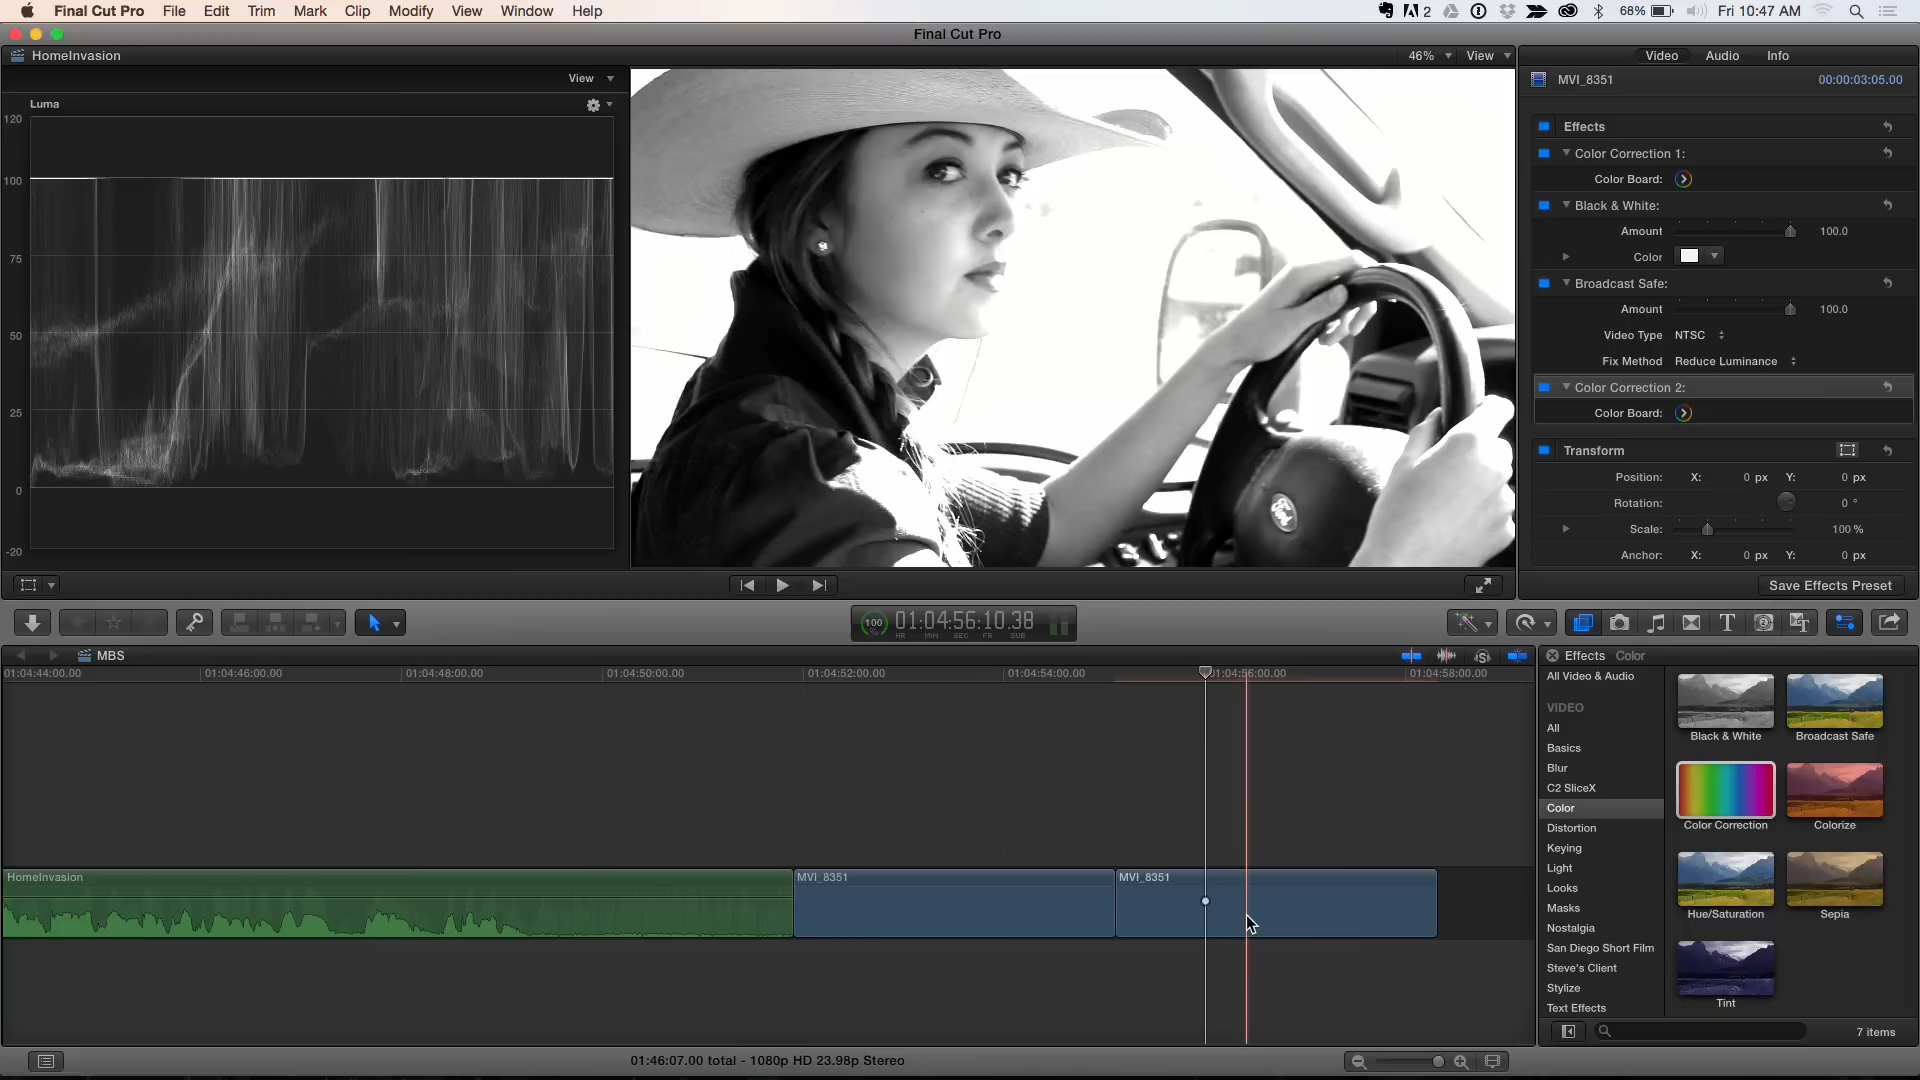 Final Cut Pro File Edit Trim Mark Clip Modify View Window Help 2 68% Fri 10:47 AM
Final Cut Pro
HomeInvasion 46% View Video Audio Info
View MVI_8351 00:00:03:05.00
Luma
120
100
75
50
25
0
-20
Ford
Effects
Color Correction 1:
Color Board:
Black & White:
Amount 100.0
Color
Broadcast Safe:
Amount 100.0
Video Type NTSC
Fix Method Reduce Luminance
Color Correction 2:
Color Board:
Transform
Position: X: 0 px Y: 0 px
Rotation: 0 °
Scale: 100 %
Anchor: X: 0 px Y: 0 px
Save Effects Preset
100 % 01:04:56:10.38
HR MIN SEC FR SUB
MBS
01:04:44:00.00 01:04:46:00.00 01:04:48:00.00 01:04:50:00.00 01:04:52:00.00 01:04:54:00.00 01:04:56:00.00 01:04:58:00.00
HomeInvasion MVI_8351 MVI_8351
Effects Color
All Video & Audio
VIDEO
All
Basics
Blur
C2 SliceX
Color
Distortion
Keying
Light
Looks
Masks
Nostalgia
San Diego Short Film
Steve's Client
Stylize
Text Effects
Black & White Broadcast Safe
Color Correction Colorize
Hue/Saturation Sepia
Tint
7 items
01:46:07.00 total - 1080p HD 23.98p Stereo